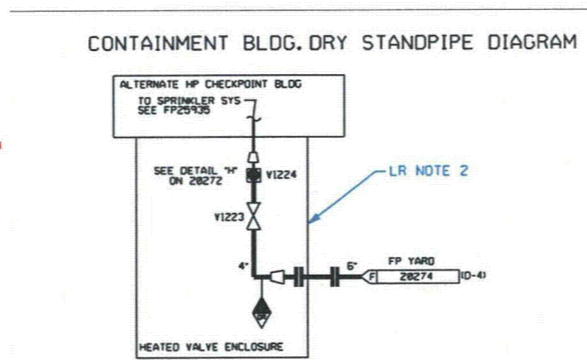 CONTAINMENT BLDG. DRY STANDPIPE DIAGRAM
ALTERNATE HP CHECKPOINT BLDG
TO SPRINKLER SYS
SEE FP25935
SEE DETAIL "H"
ON 20272
V1224
LR NOTE 2
V1223
4"
6"
FP YARD
F
20274
(D-4)
HEATED VALVE ENCLOSURE